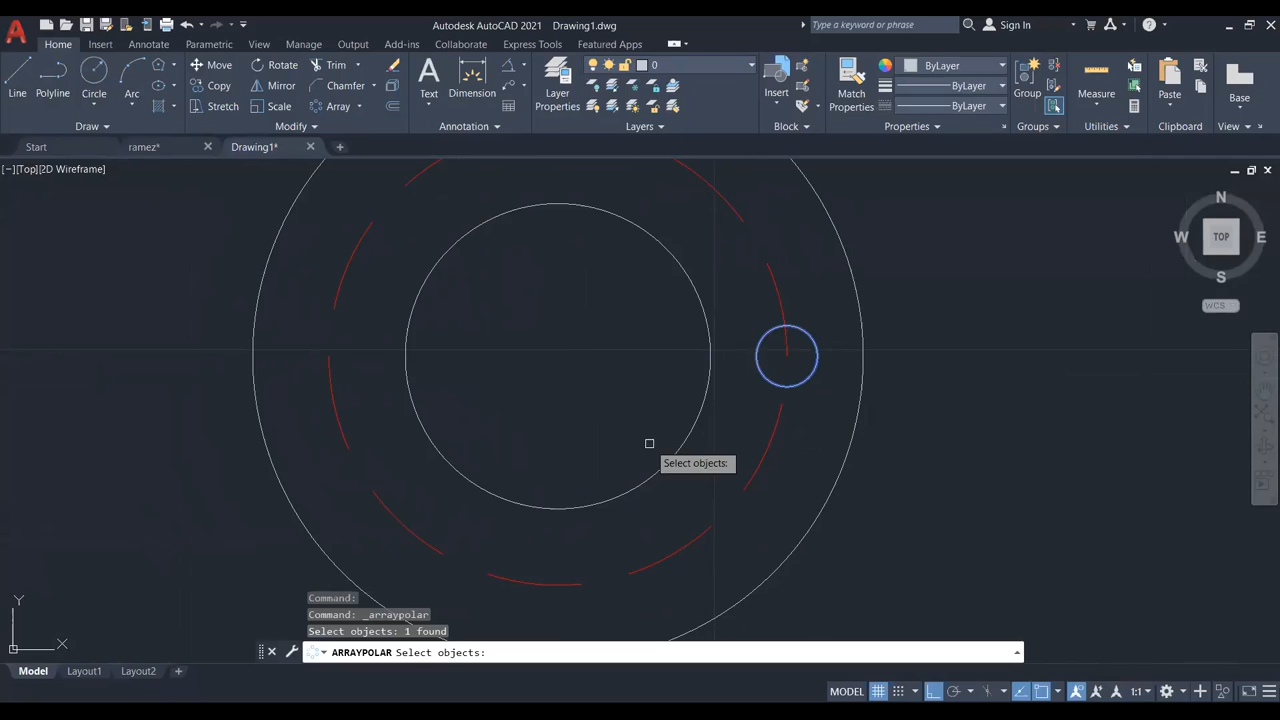 Autodesk AutoCAD 2021 Drawing1.dwg
Type a keyword or phrase
Sign In
Home Insert Annotate Parametric View Manage Output Add-ins Collaborate Express Tools Featured Apps
Line
Polyline
Circle
Arc
Move
Copy
Stretch
Rotate
Mirror
Scale
Trim
Chamfer
Array
Text
Dimension
Layer
Properties
0
Insert
Match
Properties
ByLayer
ByLayer
ByLayer
Group
Measure
Paste
Base
Draw
Modify
Annotation
Layers
Block
Properties
Groups
Utilities
Clipboard
View
Start
ramez*
Drawing1*
[−][Top][2D Wireframe]
N
W
TOP
E
S
WCS
Select objects:
Command:
Command: _arraypolar
Select objects: 1 found
ARRAYPOLAR Select objects:
Y
X
Model
Layout1
Layout2
MODEL
1:1